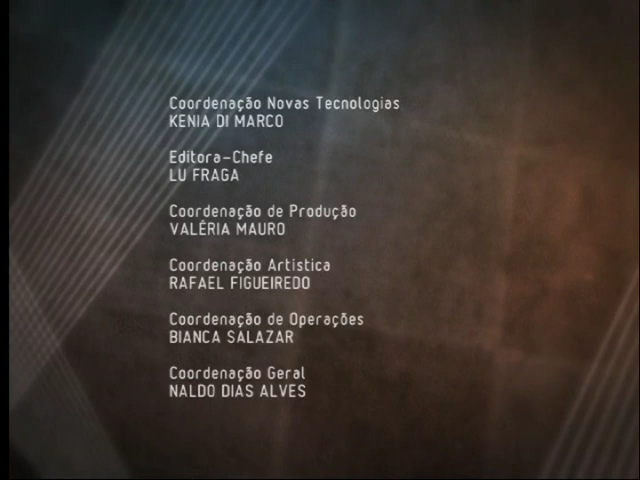 Coordenação Novas Tecnologias
KENIA DI MARCO
Editora-Chefe
LU FRAGA
Coordenação de Produção
VALÉRIA MAURO
Coordenação Artística
RAFAEL FIGUEIREDO
Coordenação de Operações
BIANCA SALAZAR
Coordenação Geral
NALDO DIAS ALVES